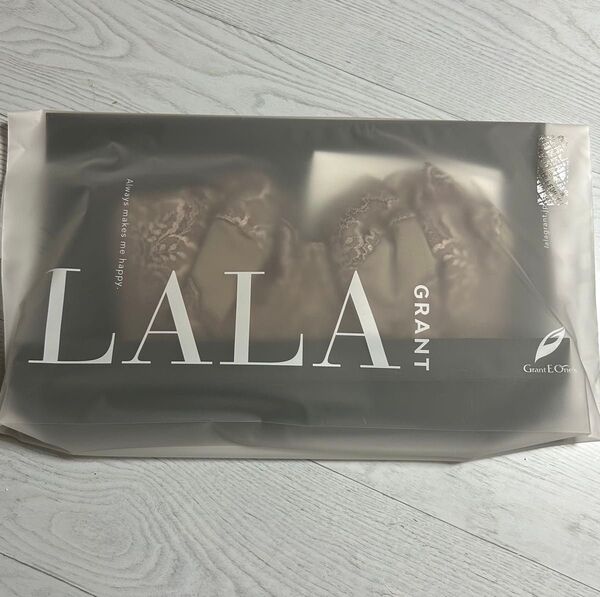 Always makes me happy.
LALA
GRANT
Grant E One's